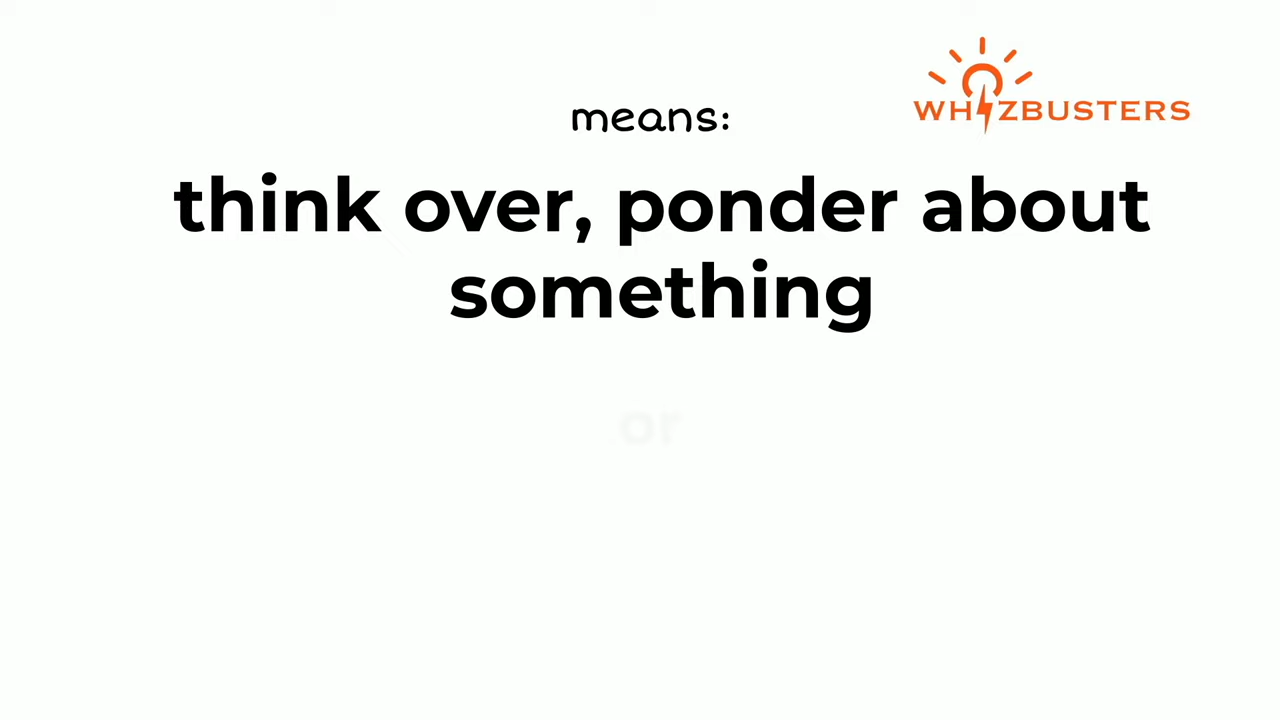 WHIZBUSTERS
means:
think over, ponder about
something
or